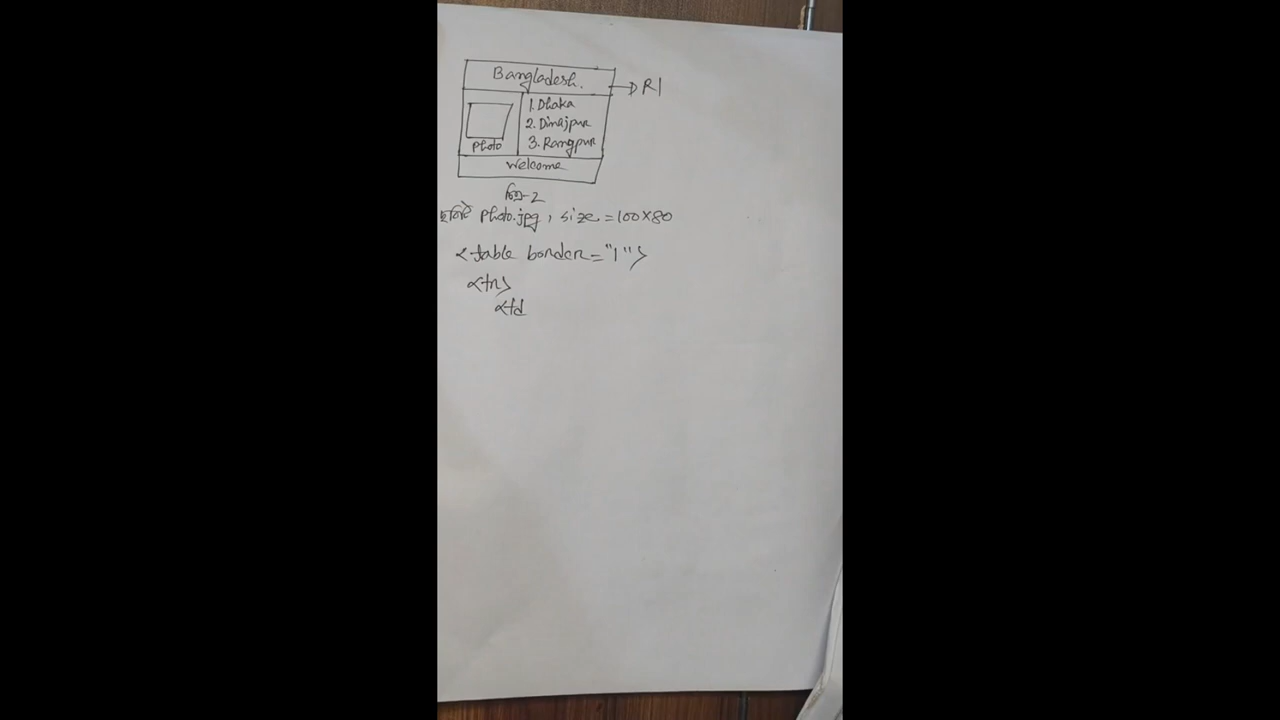 Bangladesh.
→ R1
1. Dhaka
2. Dinajpur
3. Rangpur
Photo
Welcome
চিত্র-2
photo.jpg, size = 100×80
<table border="1">
<tr>
<td